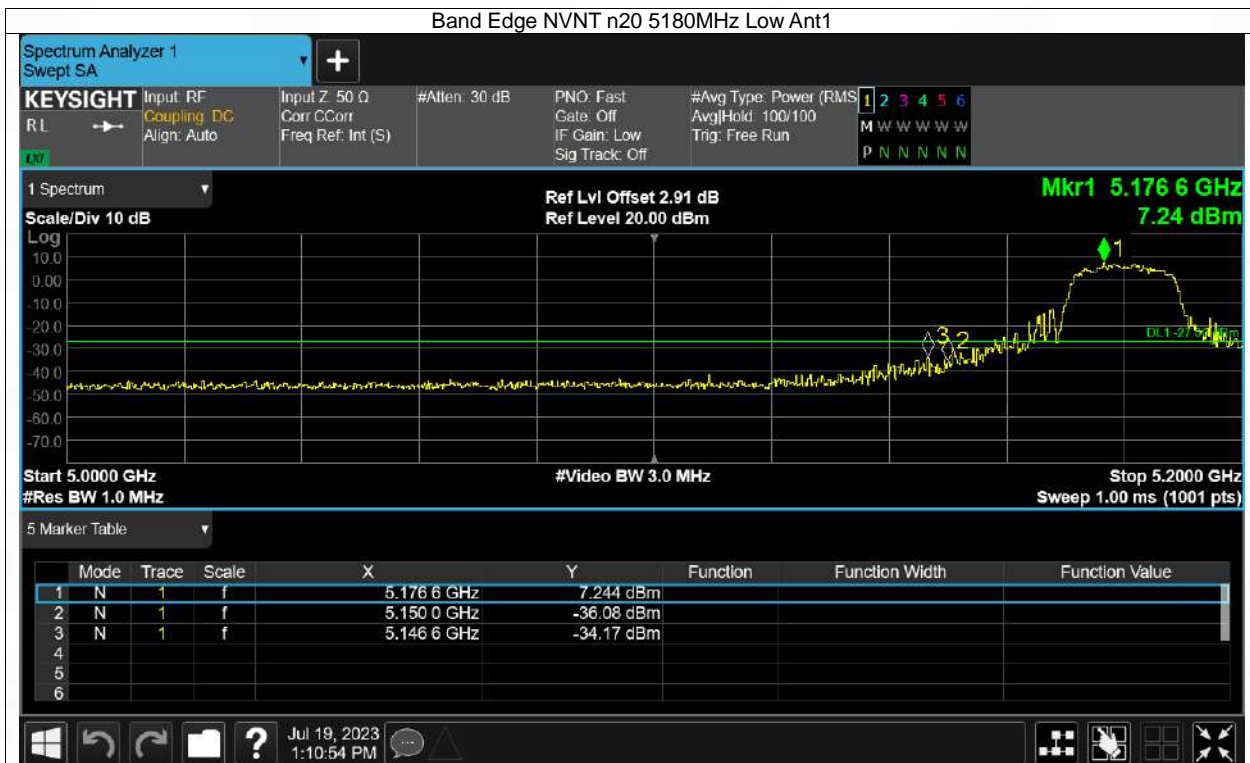 Band Edge NVNT n20 5180MHz Low Ant1
Spectrum Analyzer 1
Swept SA
+
KEYSIGHT
RL
LXI
Input: RF
Coupling: DC
Align: Auto
Input Z: 50 Ω
Corr CCorr
Freq Ref: Int (S)
#Atten: 30 dB
PNO: Fast
Gate: Off
IF Gain: Low
Sig Track: Off
#Avg Type: Power (RMS
Avg|Hold: 100/100
Trig: Free Run
1 2 3 4 5 6
M W W W W W
P N N N N N
1 Spectrum
Scale/Div 10 dB
Ref Lvl Offset 2.91 dB
Ref Level 20.00 dBm
Mkr1 5.176 6 GHz
7.24 dBm
Log
10.0
0.00
-10.0
-20.0
-30.0
-40.0
-50.0
-60.0
-70.0
1
3
2
Start 5.0000 GHz
#Video BW 3.0 MHz
Stop 5.2000 GHz
#Res BW 1.0 MHz
Sweep 1.00 ms (1001 pts)
5 Marker Table
Mode Trace Scale X Y Function Function Width Function Value
1 N 1 f 5.176 6 GHz 7.244 dBm
2 N 1 f 5.150 0 GHz -36.08 dBm
3 N 1 f 5.146 6 GHz -34.17 dBm
4
5
6
?
Jul 19, 2023
1:10:54 PM